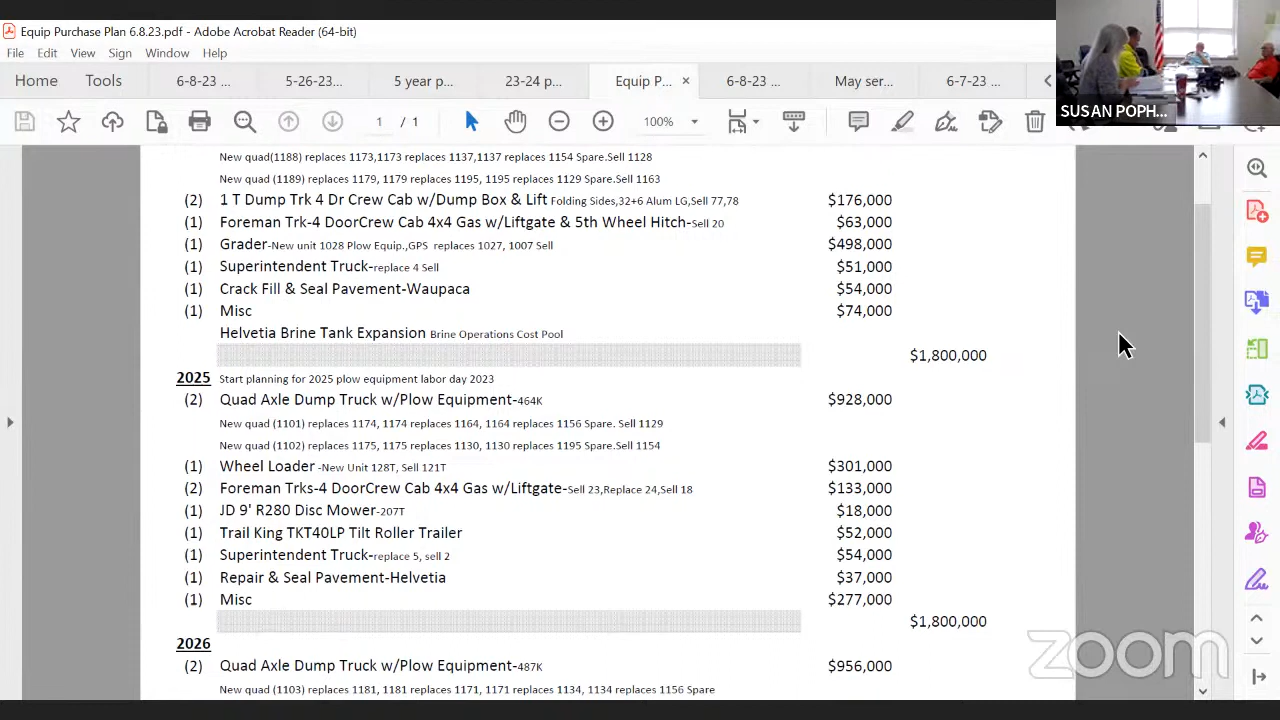 Equip Purchase Plan 6.8.23.pdf - Adobe Acrobat Reader (64-bit)
File Edit View Sign Window Help
Home Tools 6-8-23 ... 5-26-23... 5 year p... 23-24 p... Equip P... × 6-8-23 ... May ser... 6-7-23 ...
SUSAN POPH...
1 / 1 100%
New quad(1188) replaces 1173,1173 replaces 1137,1137 replaces 1154 Spare.Sell 1128
New quad (1189) replaces 1179, 1179 replaces 1195, 1195 replaces 1129 Spare.Sell 1163
(2) 1 T Dump Trk 4 Dr Crew Cab w/Dump Box & Lift Folding Sides,32+6 Alum LG,Sell 77,78 $176,000
(1) Foreman Trk-4 DoorCrew Cab 4x4 Gas w/Liftgate & 5th Wheel Hitch-Sell 20 $63,000
(1) Grader-New unit 1028 Plow Equip.,GPS replaces 1027, 1007 Sell $498,000
(1) Superintendent Truck-replace 4 Sell $51,000
(1) Crack Fill & Seal Pavement-Waupaca $54,000
(1) Misc $74,000
Helvetia Brine Tank Expansion Brine Operations Cost Pool
$1,800,000
2025 Start planning for 2025 plow equipment labor day 2023
(2) Quad Axle Dump Truck w/Plow Equipment-464K $928,000
New quad (1101) replaces 1174, 1174 replaces 1164, 1164 replaces 1156 Spare. Sell 1129
New quad (1102) replaces 1175, 1175 replaces 1130, 1130 replaces 1195 Spare.Sell 1154
(1) Wheel Loader -New Unit 128T, Sell 121T $301,000
(2) Foreman Trks-4 DoorCrew Cab 4x4 Gas w/Liftgate-Sell 23,Replace 24,Sell 18 $133,000
(1) JD 9' R280 Disc Mower-207T $18,000
(1) Trail King TKT40LP Tilt Roller Trailer $52,000
(1) Superintendent Truck-replace 5, sell 2 $54,000
(1) Repair & Seal Pavement-Helvetia $37,000
(1) Misc $277,000
$1,800,000
2026
(2) Quad Axle Dump Truck w/Plow Equipment-487K $956,000
New quad (1103) replaces 1181, 1181 replaces 1171, 1171 replaces 1134, 1134 replaces 1156 Spare
zoom